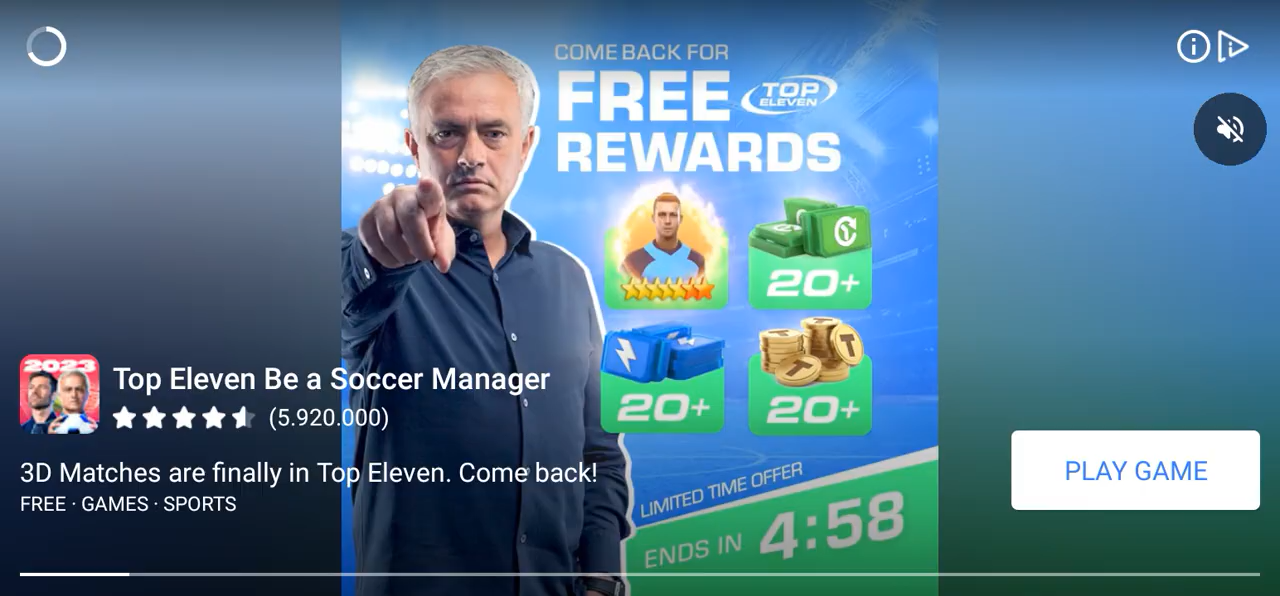 COME BACK FOR
FREE
TOP
ELEVEN
REWARDS
20+
20+
20+
2023
Top Eleven Be a Soccer Manager
(5.920.000)
3D Matches are finally in Top Eleven. Come back!
FREE · GAMES · SPORTS
PLAY GAME
LIMITED TIME OFFER
ENDS IN 4:58